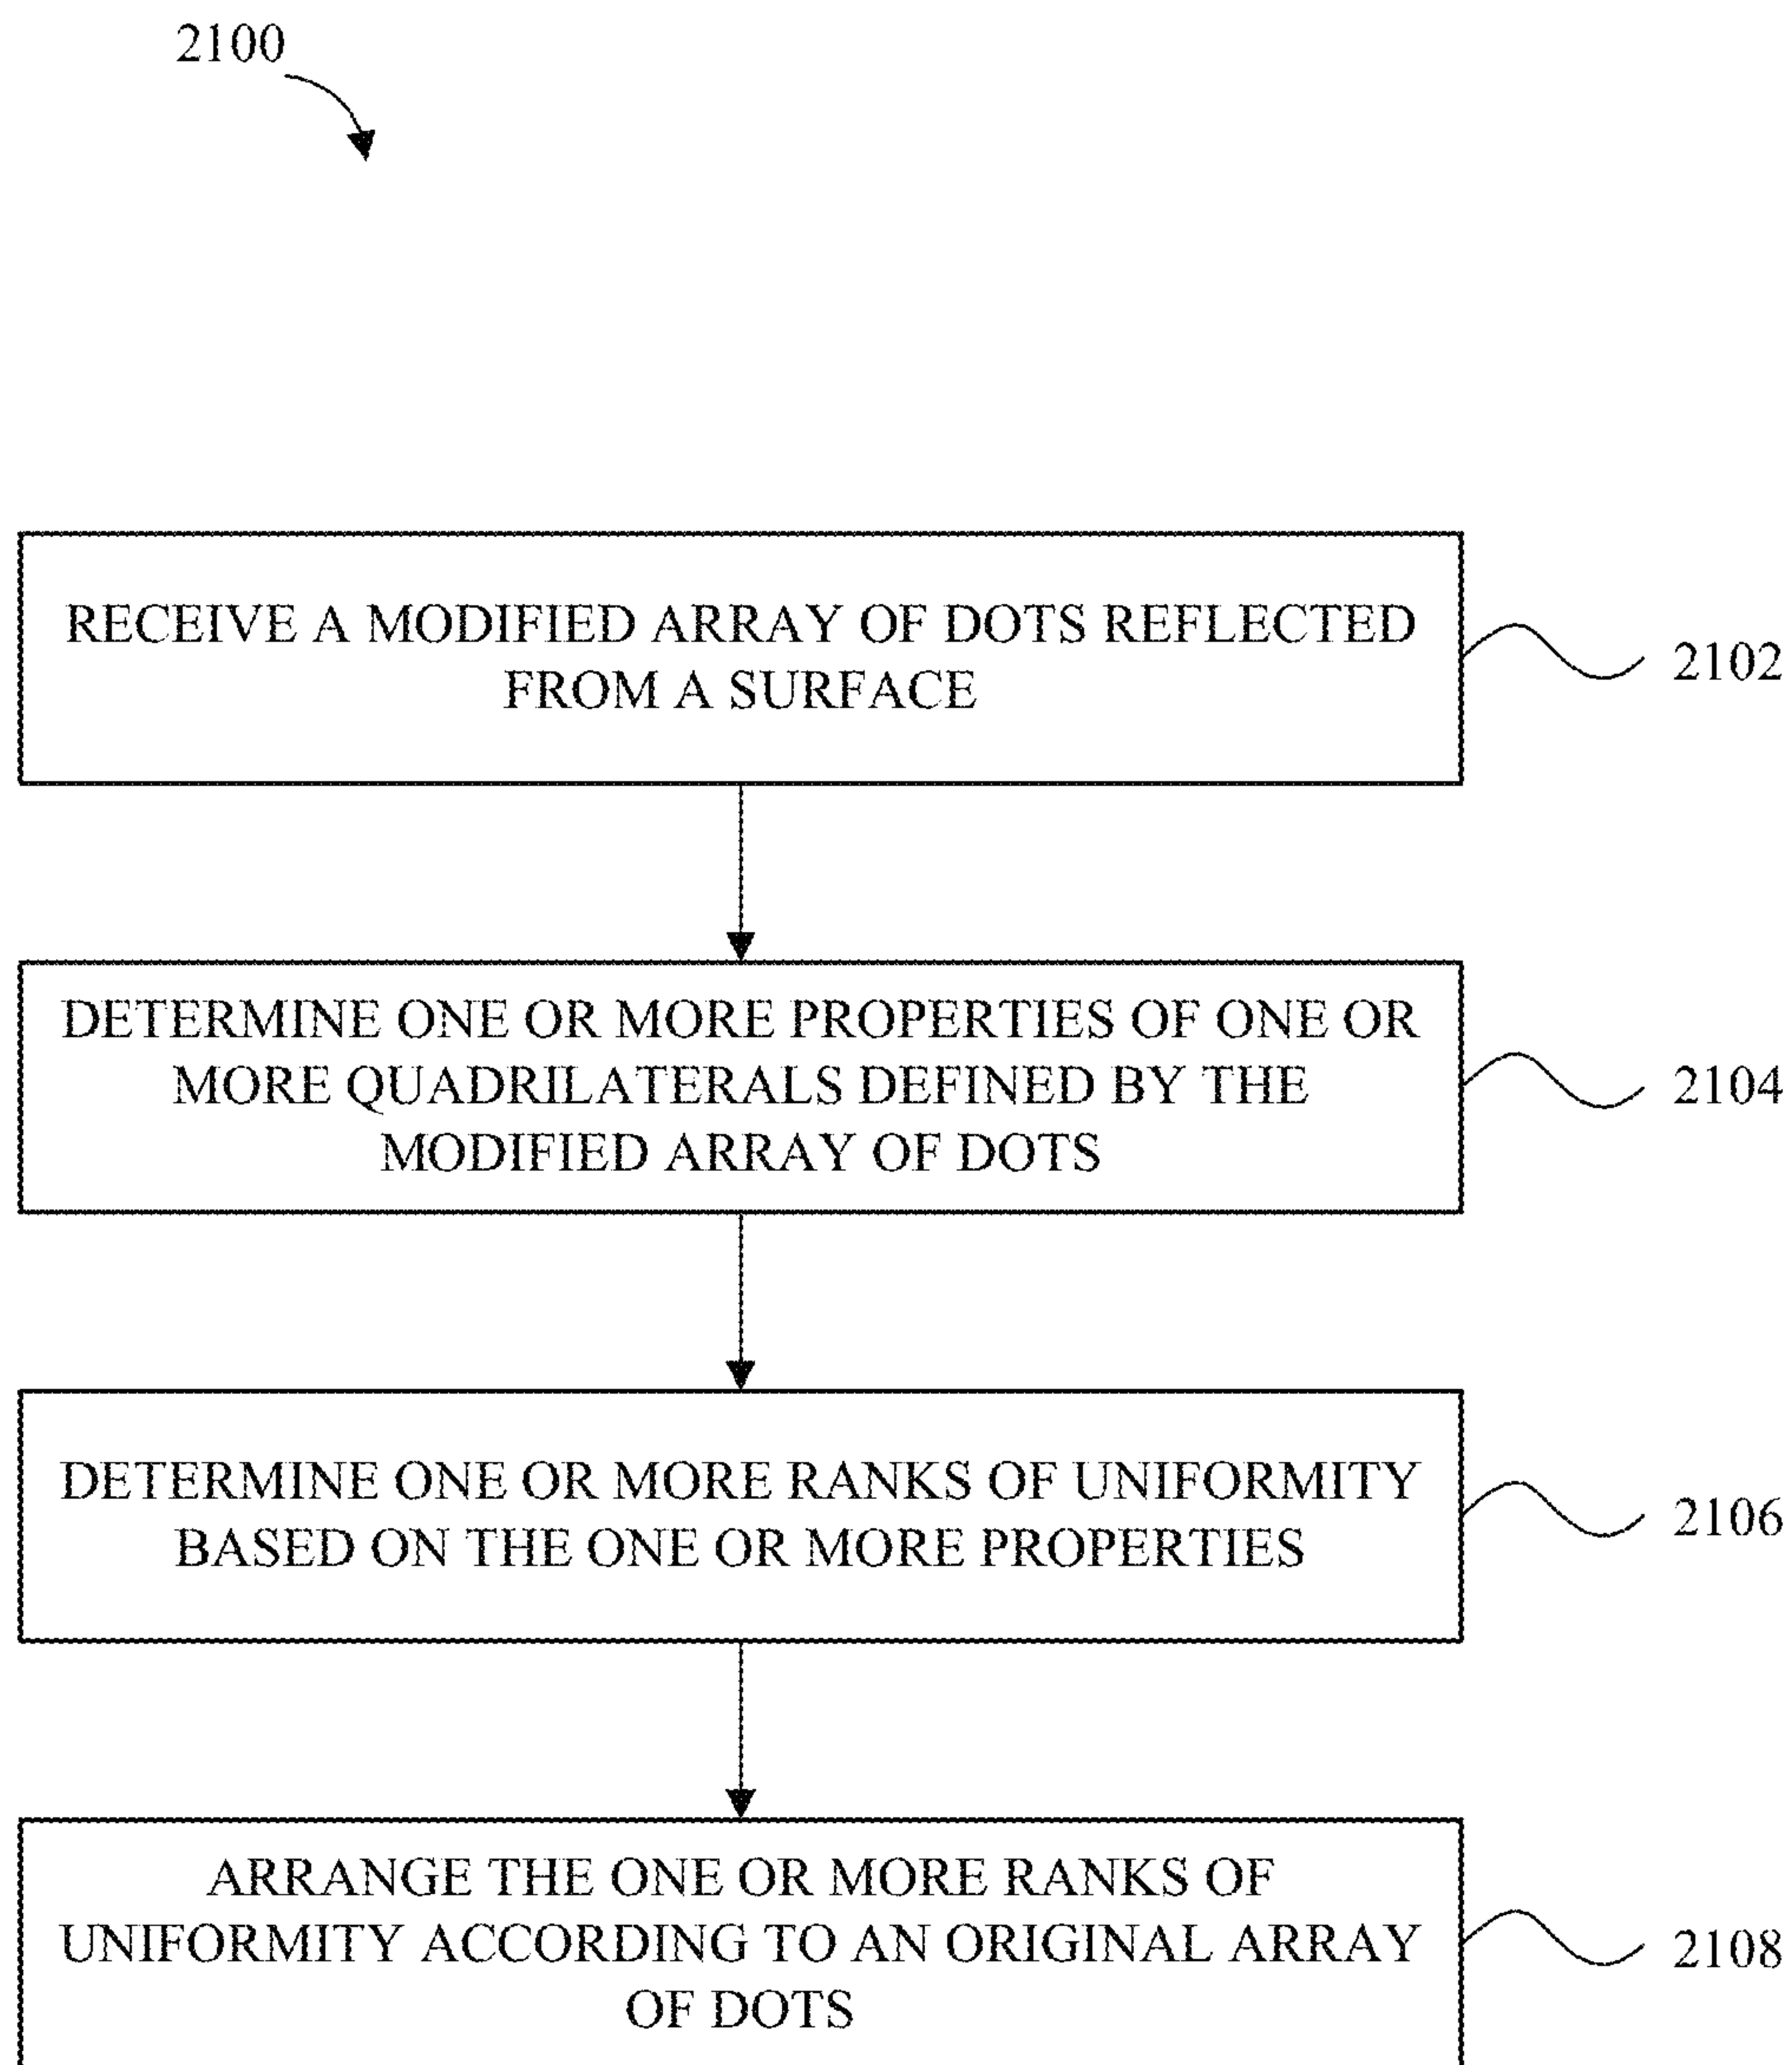 2100
RECEIVE A MODIFIED ARRAY OF DOTS REFLECTED
FROM A SURFACE
2102
DETERMINE ONE OR MORE PROPERTIES OF ONE OR
MORE QUADRILATERALS DEFINED BY THE
MODIFIED ARRAY OF DOTS
2104
DETERMINE ONE OR MORE RANKS OF UNIFORMITY
BASED ON THE ONE OR MORE PROPERTIES
2106
ARRANGE THE ONE OR MORE RANKS OF
UNIFORMITY ACCORDING TO AN ORIGINAL ARRAY
OF DOTS
2108